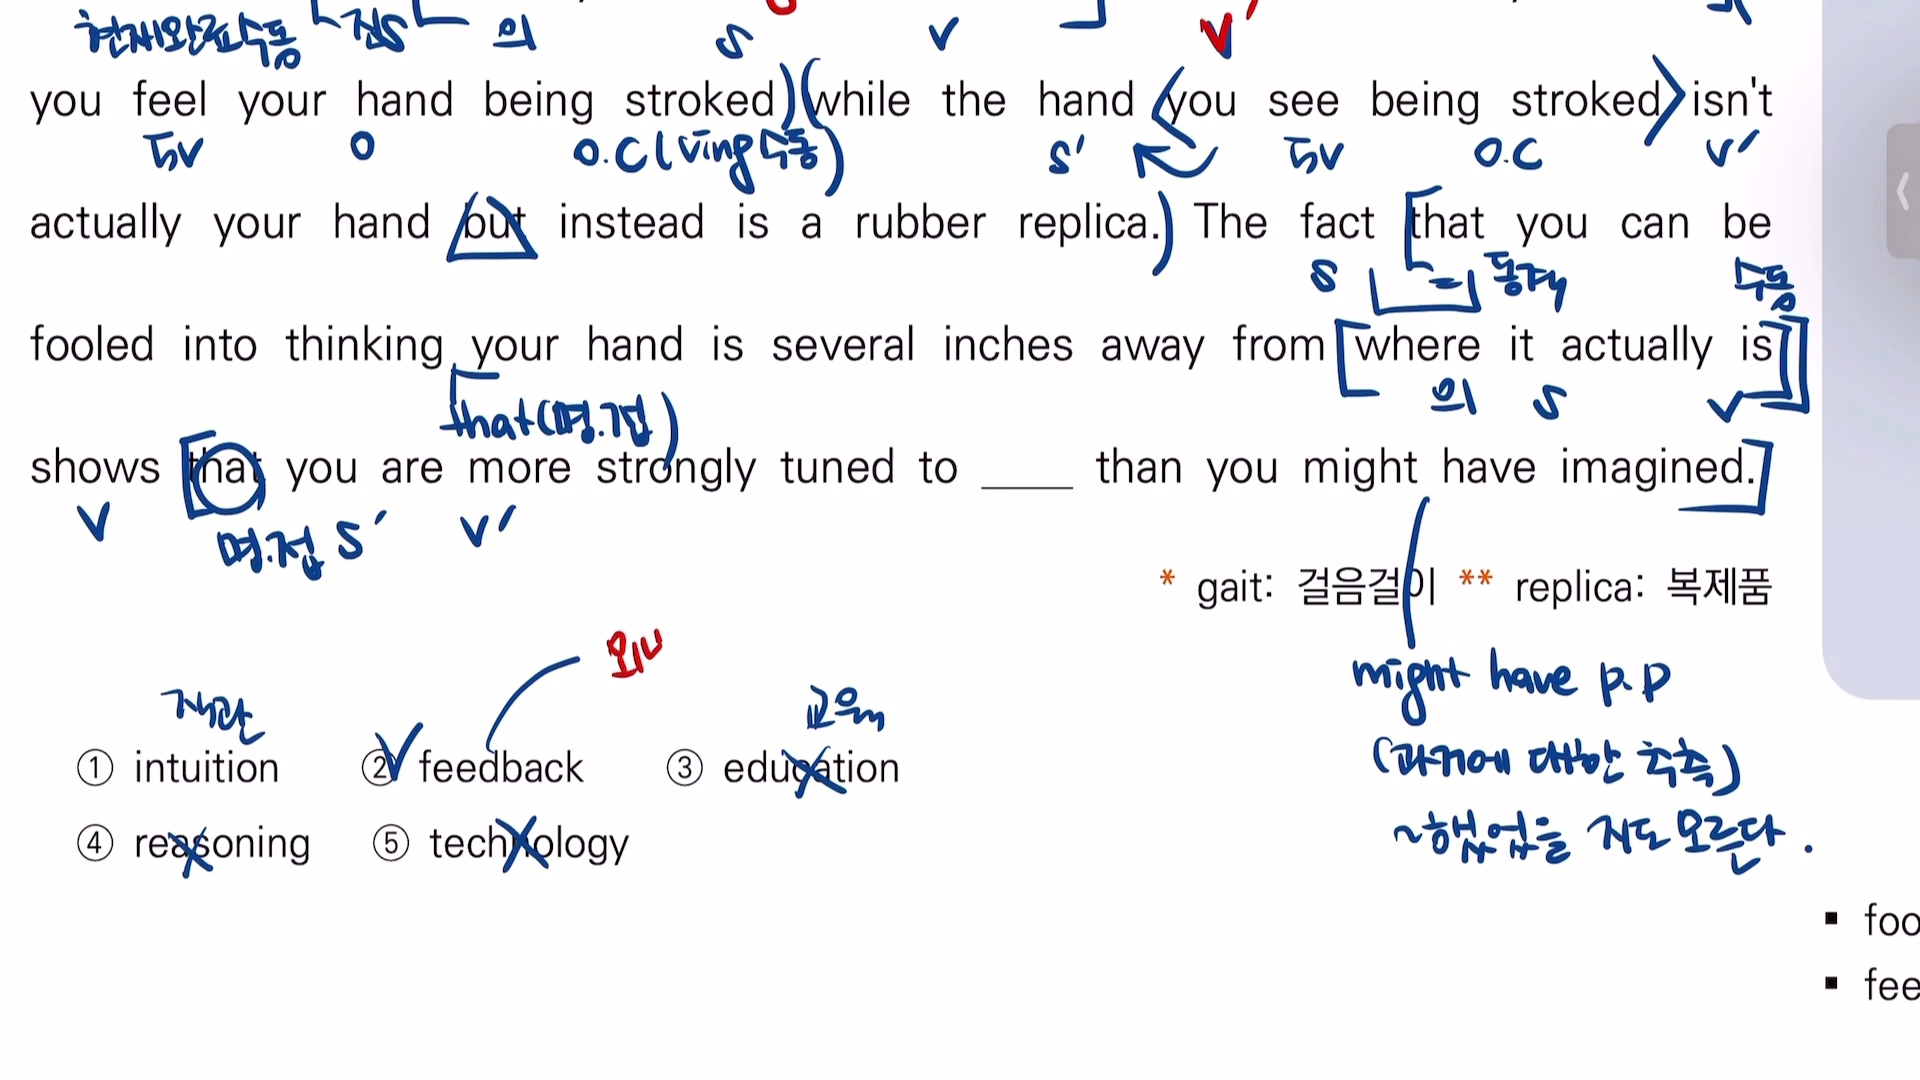 현재완료수동 접S 의 S V V'
you feel your hand being stroked) (while the hand <you see being stroked> isn't
5V O O.C (ving수동) S' 5V O.C V'
actually your hand but instead is a rubber replica.) The fact [that you can be
S = 동격 수동
fooled into thinking your hand is several inches away from [where it actually is]]
that(명.접) 의 S V
shows [that you are more strongly tuned to ____ than you might have imagined.]
V 명.접 S' V'
* gait: 걸음걸이 ** replica: 복제품
might have p.p
(과거에 대한 추측)
~했었을 지도 모른다.
직관 교육
① intuition ② feedback ③ education
④ reasoning ⑤ technology
▪ foo
▪ fee